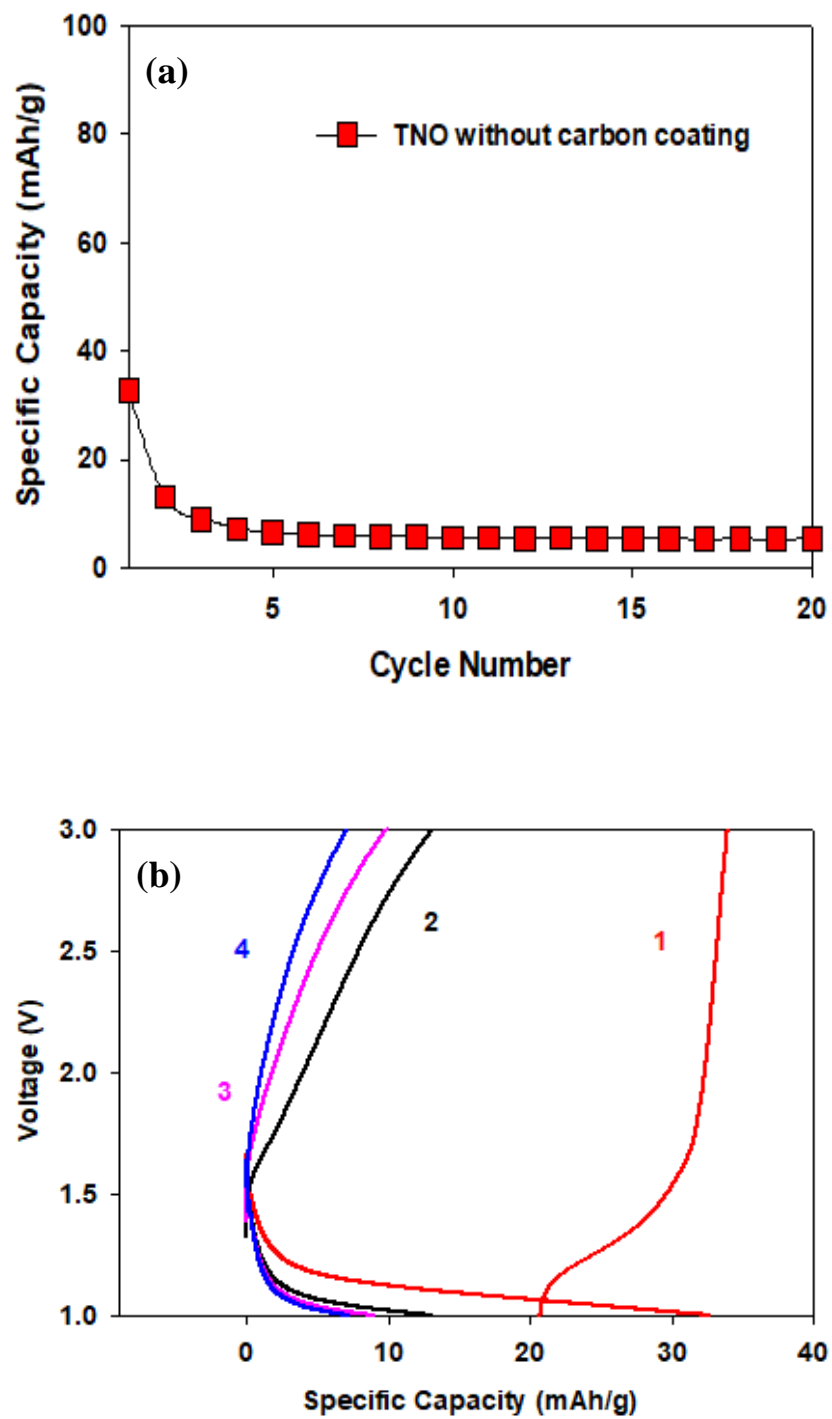 100
(a)
80
TNO without carbon coating
60
40
20
0
5 10 15 20
Specific Capacity (mAh/g)
Cycle Number
3.0
(b)
2
1
4
2.5
2.0
3
1.5
1.0
0 10 20 30 40
Voltage (V)
Specific Capacity (mAh/g)